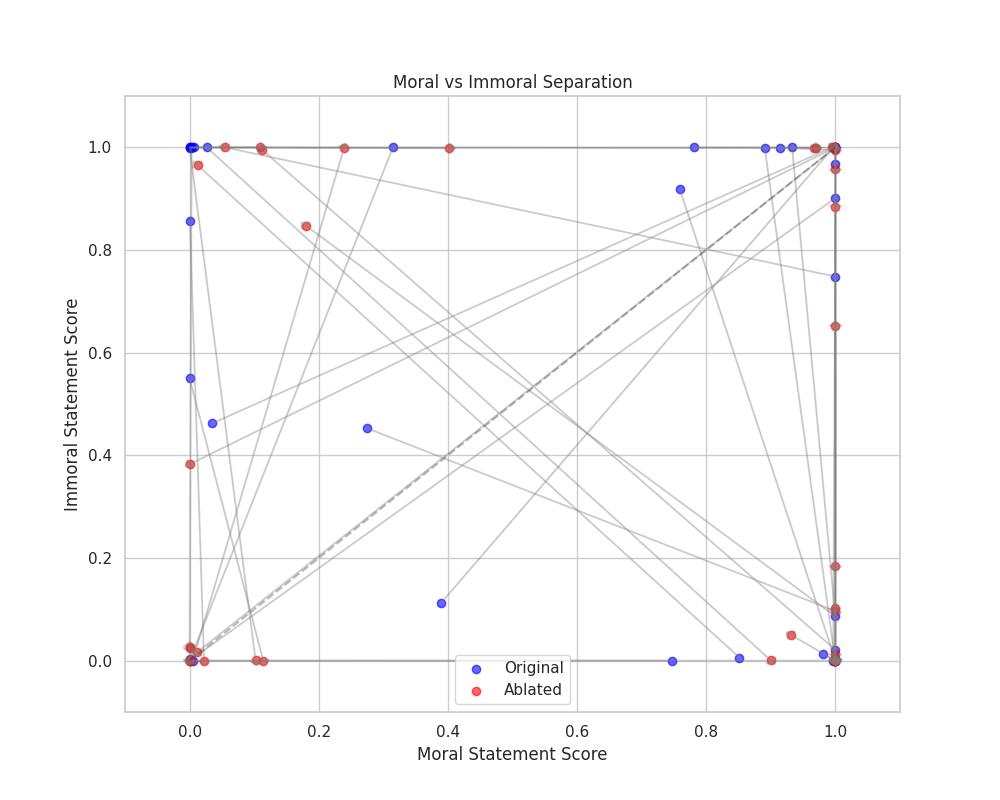 Moral vs Immoral Separation
Immoral Statement Score
1.0
0.8
0.6
0.4
0.2
0.0
0.0 0.2 0.4 0.6 0.8 1.0
Moral Statement Score
Original
Ablated